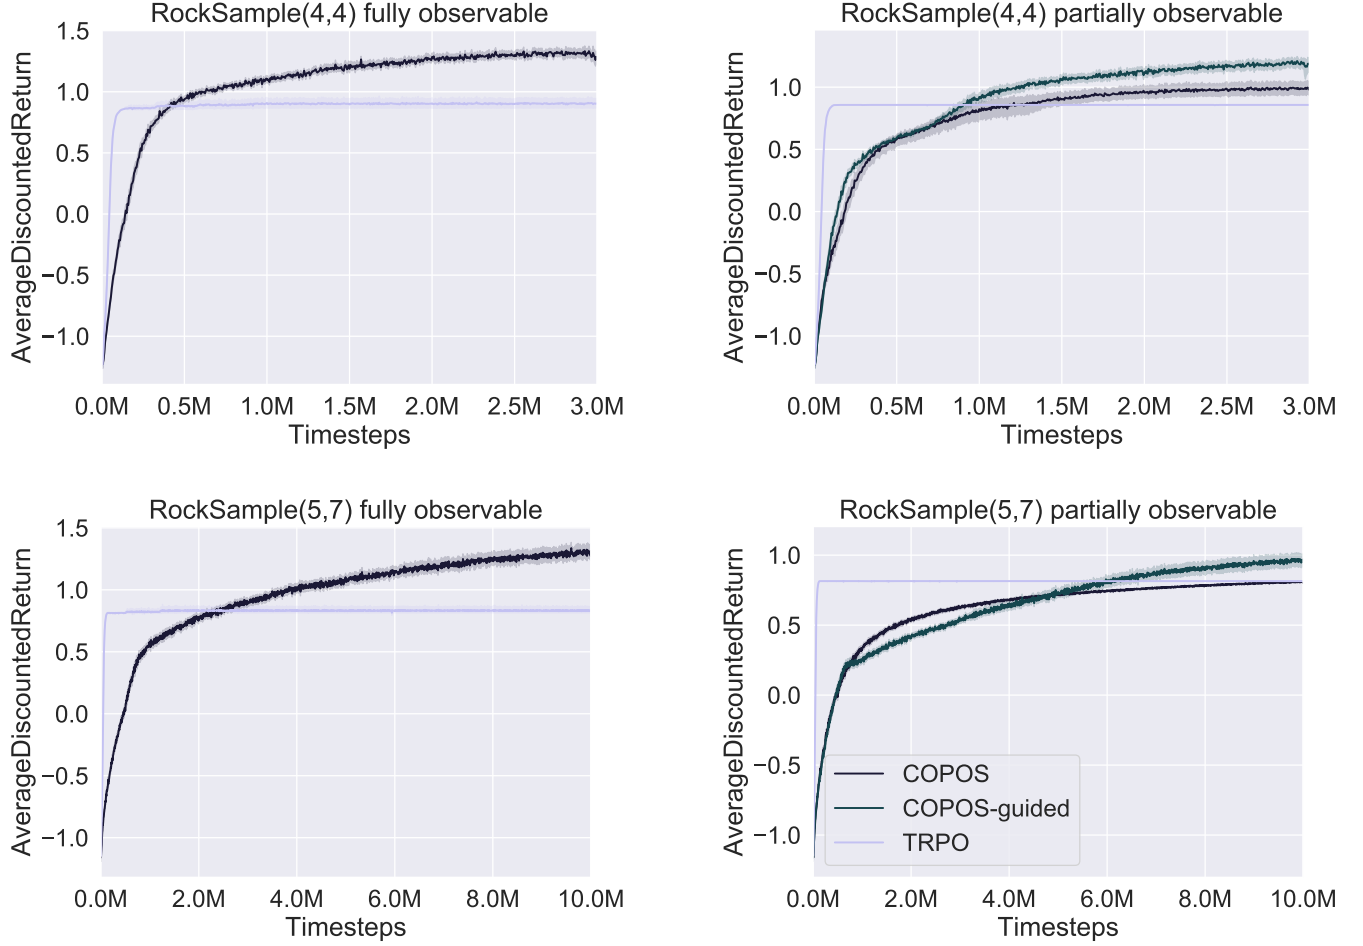 RockSample(4,4) fully observable
AverageDiscountedReturn
1.5
1.0
0.5
0.0
−0.5
−1.0
0.0M 0.5M 1.0M 1.5M 2.0M 2.5M 3.0M
Timesteps
RockSample(4,4) partially observable
AverageDiscountedReturn
1.0
0.5
0.0
−0.5
−1.0
0.0M 0.5M 1.0M 1.5M 2.0M 2.5M 3.0M
Timesteps
RockSample(5,7) fully observable
AverageDiscountedReturn
1.5
1.0
0.5
0.0
−0.5
−1.0
0.0M 2.0M 4.0M 6.0M 8.0M 10.0M
Timesteps
RockSample(5,7) partially observable
AverageDiscountedReturn
1.0
0.5
0.0
−0.5
−1.0
COPOS
COPOS-guided
TRPO
0.0M 2.0M 4.0M 6.0M 8.0M 10.0M
Timesteps